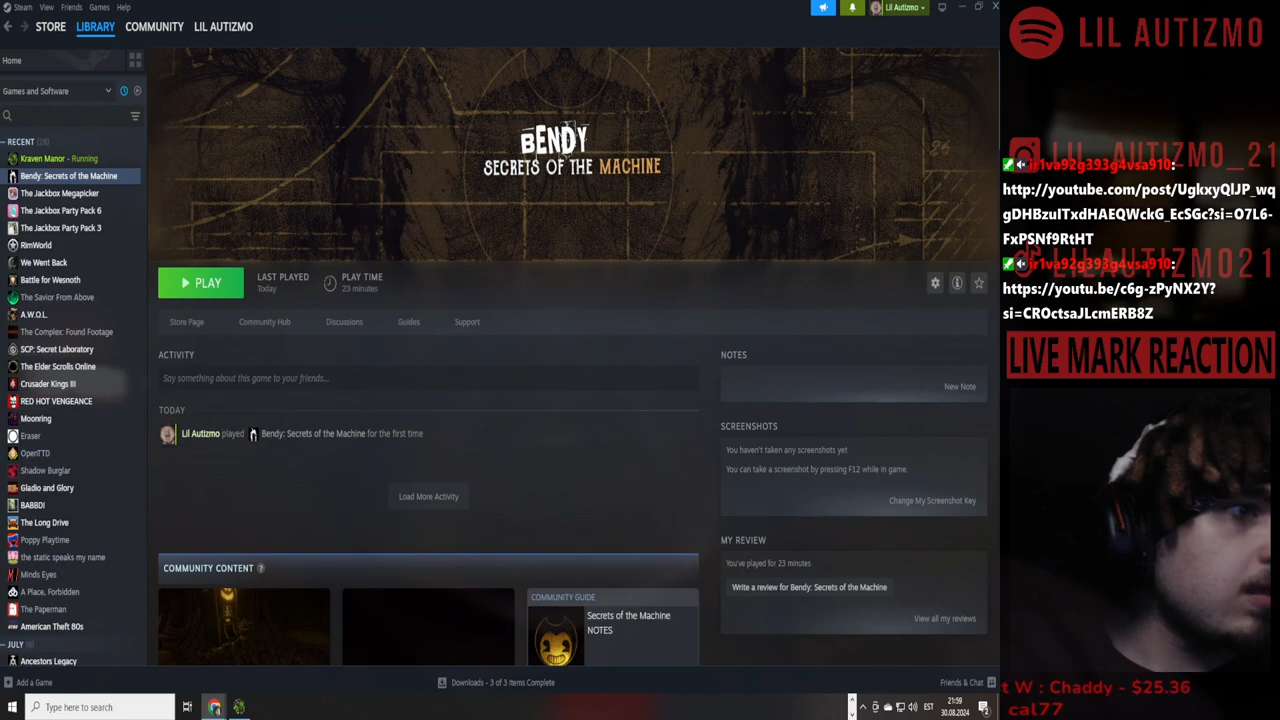 Steam View Friends Games Help
Lil Autizmo
STORE LIBRARY COMMUNITY LIL AUTIZMO
Home
Games and Software
RECENT (28)
Kraven Manor - Running
Bendy: Secrets of the Machine
The Jackbox Megapicker
The Jackbox Party Pack 6
The Jackbox Party Pack 3
RimWorld
We Went Back
Battle for Wesnoth
The Savior From Above
A.W.O.L.
The Complex: Found Footage
SCP: Secret Laboratory
The Elder Scrolls Online
Crusader Kings III
RED HOT VENGEANCE
Moonring
Eraser
OpenTTD
Shadow Burglar
Gladio and Glory
BABBDI
The Long Drive
Poppy Playtime
the static speaks my name
Minds Eyes
A Place, Forbidden
The Paperman
American Theft 80s
JULY (6)
Ancestors Legacy
Add a Game
BENDY
SECRETS OF THE MACHINE
PLAY
LAST PLAYED
Today
PLAY TIME
23 minutes
Store Page Community Hub Discussions Guides Support
ACTIVITY
Say something about this game to your friends...
TODAY
Lil Autizmo played Bendy: Secrets of the Machine for the first time
Load More Activity
COMMUNITY CONTENT ?
COMMUNITY GUIDE
Secrets of the Machine
NOTES
NOTES
New Note
SCREENSHOTS
You haven't taken any screenshots yet
You can take a screenshot by pressing F12 while in game.
Change My Screenshot Key
MY REVIEW
You've played for 23 minutes
Write a review for Bendy: Secrets of the Machine
View all my reviews
Downloads - 3 of 3 Items Complete
Friends & Chat
Type here to search
EST
21:59
30.08.2024
2
LIL AUTIZMO
LIL_AUTIZMO_21
ir1va92g393g4vsa910:
http://youtube.com/post/UgkxyQlJP_wq
gDHBzuITxdHAEQWckG_EcSGc?si=O7L6-
FxPSNf9RtHT
LILAUTIZMO21
ir1va92g393g4vsa910:
https://youtu.be/c6g-zPyNX2Y?
si=CROctsaJLcmERB8Z
LIVE MARK REACTION
t W : Chaddy - $25.36
cal77